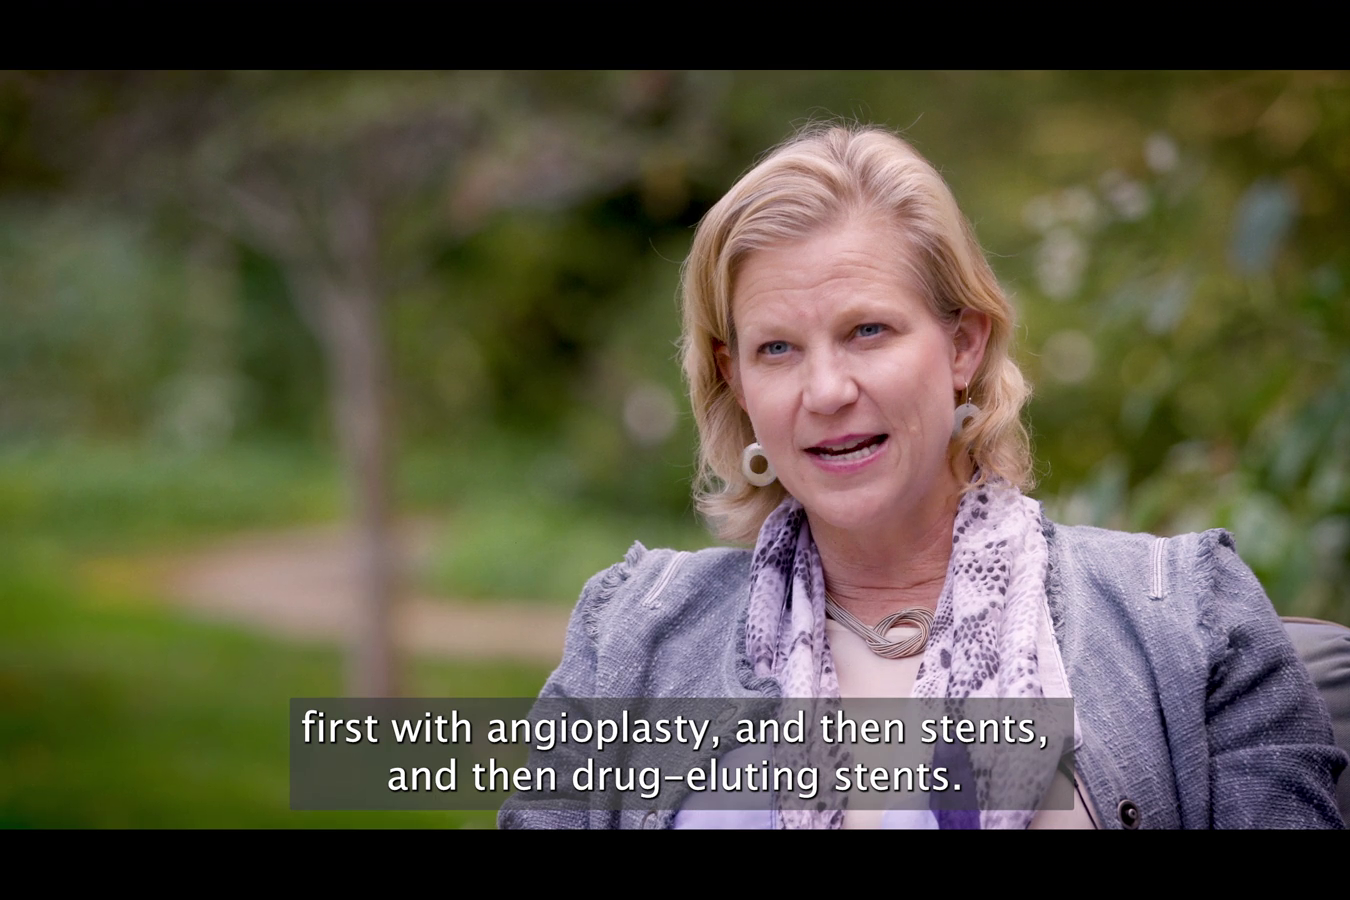 first with angioplasty, and then stents,
and then drug–eluting stents.